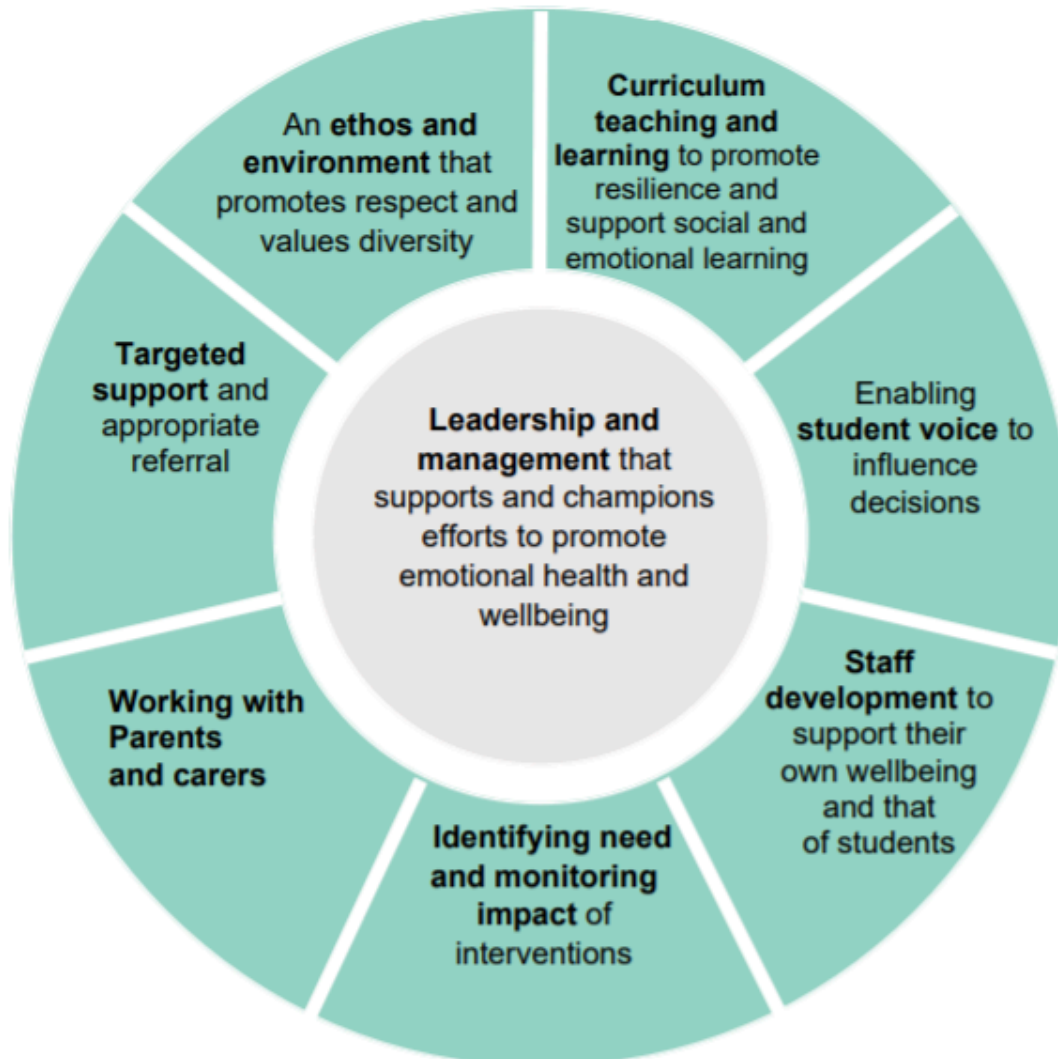 Curriculum
teaching and
learning to promote
resilience and
support social and
emotional learning
Enabling
student voice to
influence
decisions
Staff
development to
support their
own wellbeing
and that
of students
Identifying need
and monitoring
impact of
interventions
Working with
Parents
and carers
Targeted
support and
appropriate
referral
An ethos and
environment that
promotes respect and
values diversity
Leadership and
management that
supports and champions
efforts to promote
emotional health and
wellbeing